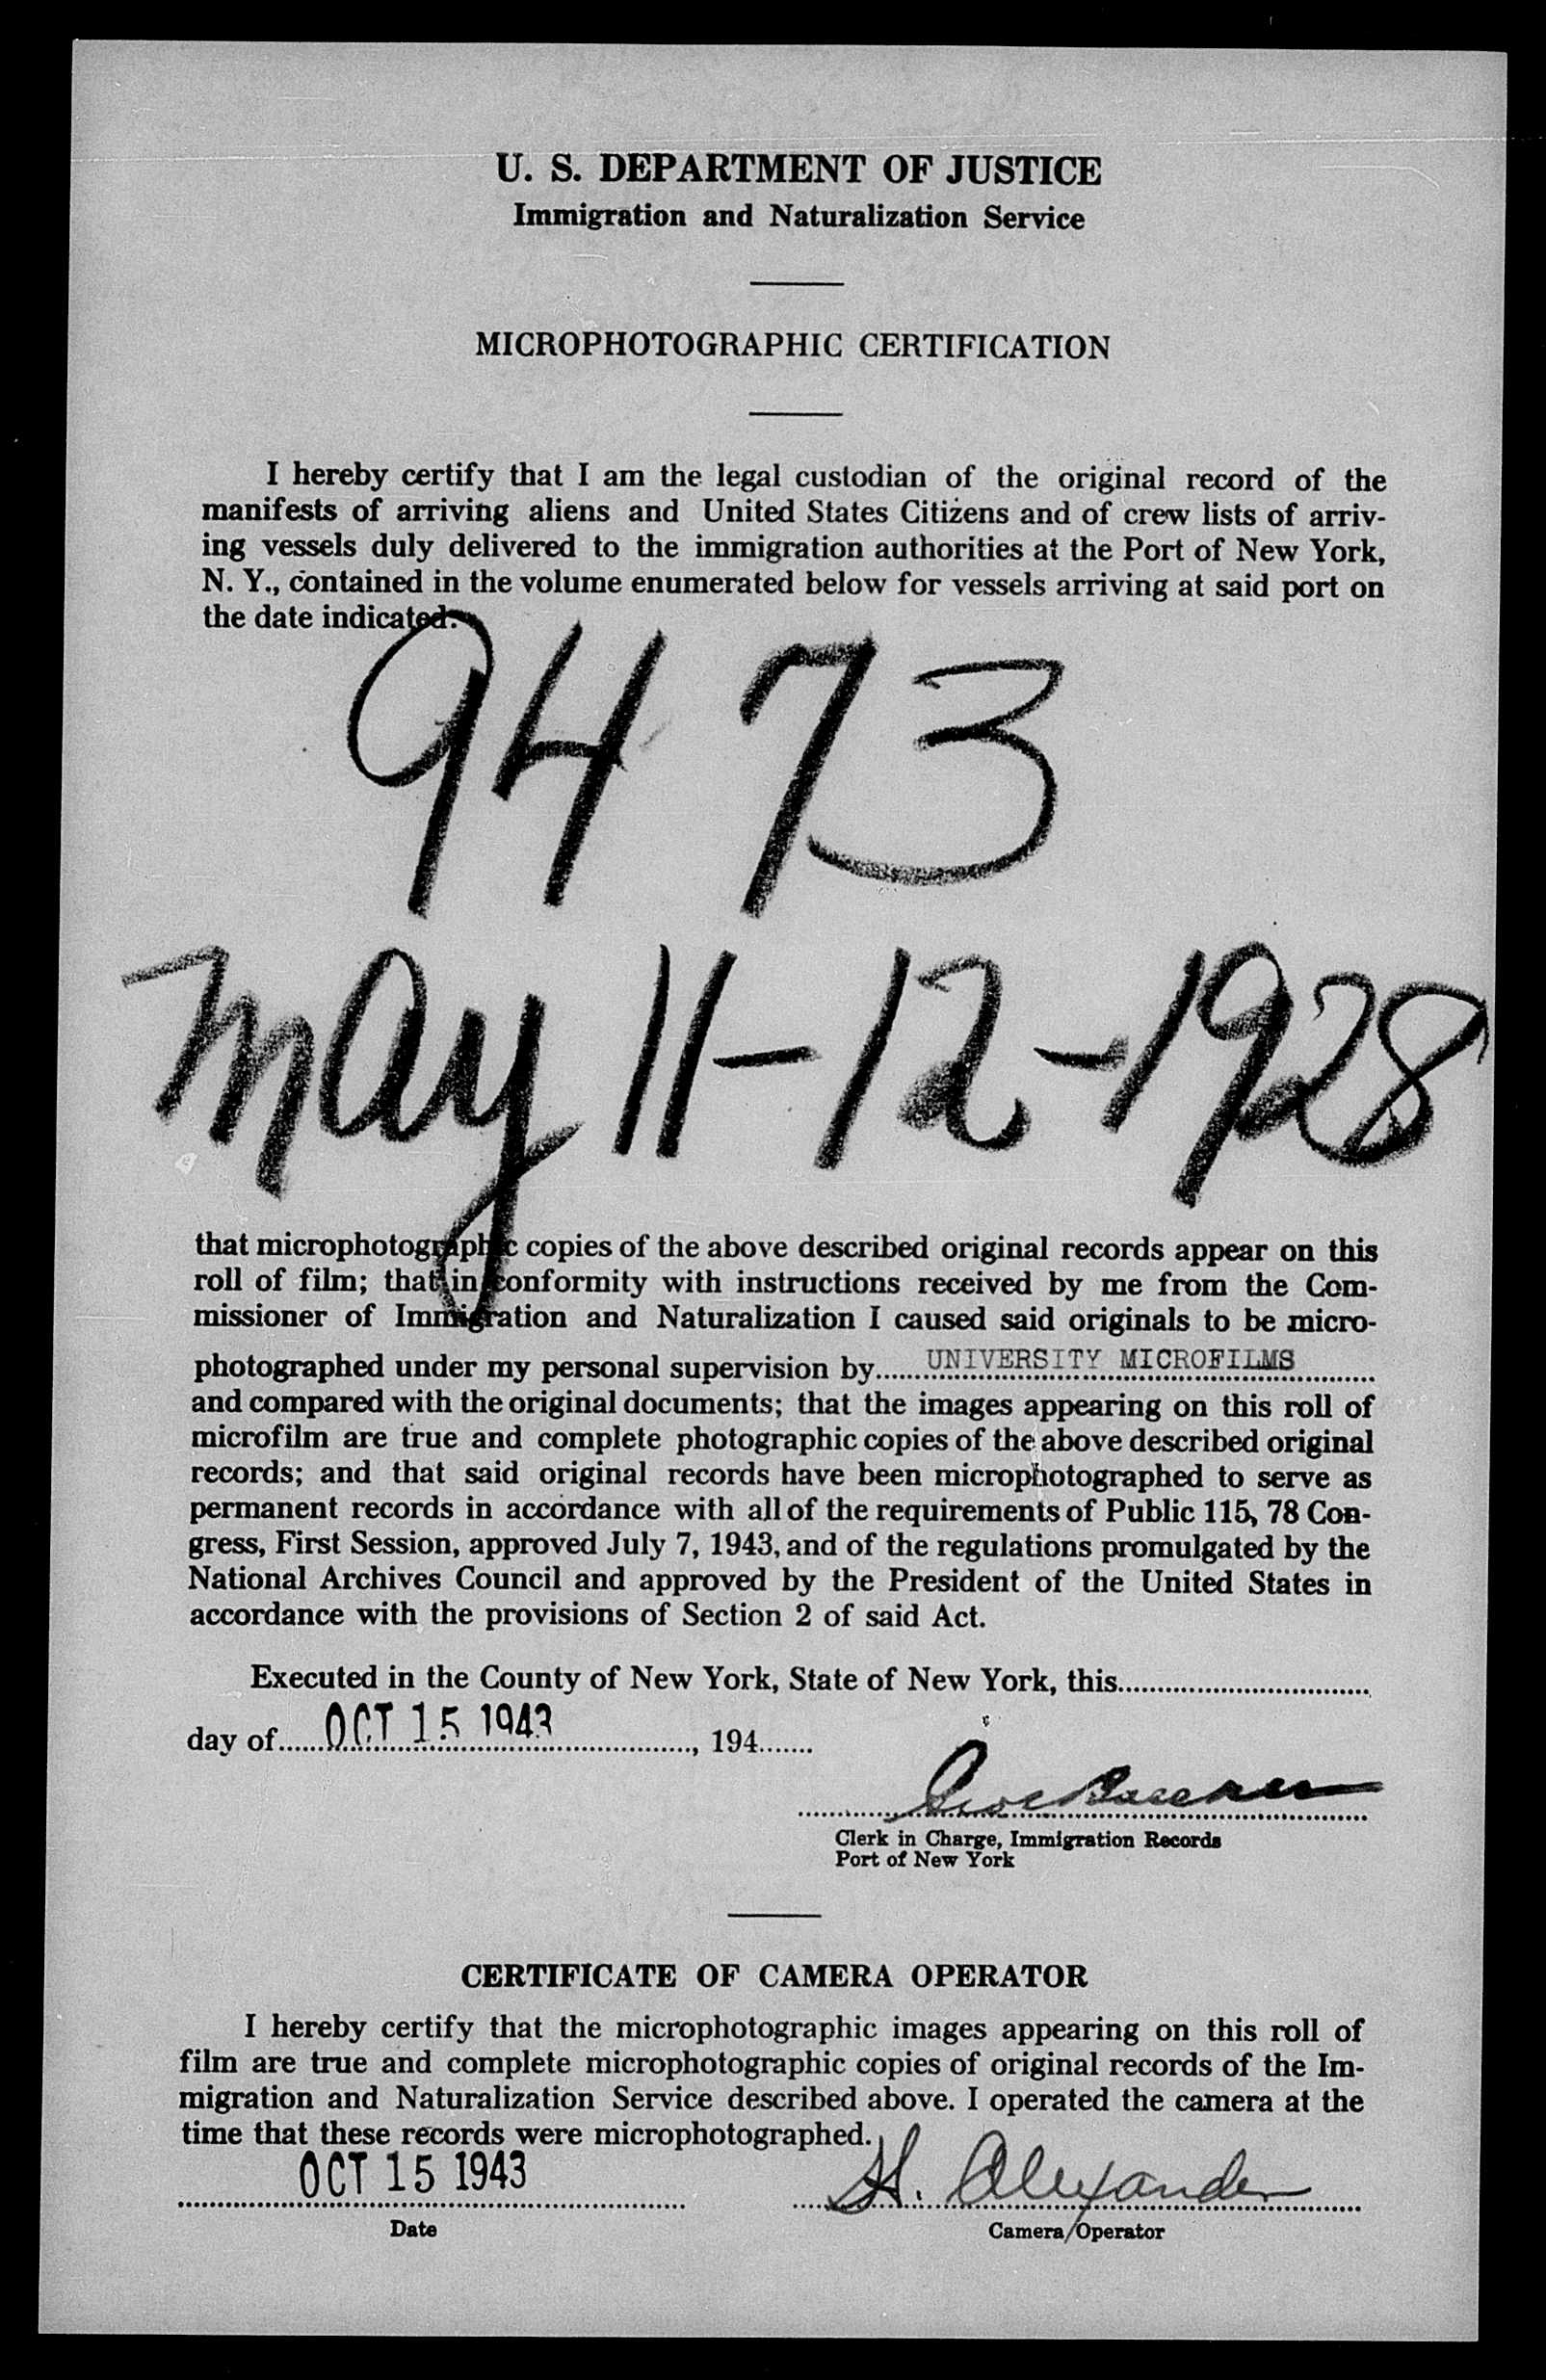 U. S. DEPARTMENT OF JUSTICE
Immigration and Naturalization Service
MICROPHOTOGRAPHIC CERTIFICATION
I hereby certify that I am the legal custodian of the original record of the
manifests of arriving aliens and United States Citizens and of crew lists of arriv-
ing vessels duly delivered to the immigration authorities at the Port of New York,
N. Y., contained in the volume enumerated below for vessels arriving at said port on
the date indicated:
9473
May 11-12-1928
that microphotographic copies of the above described original records appear on this
roll of film; that in conformity with instructions received by me from the Com-
missioner of Immigration and Naturalization I caused said originals to be micro-
photographed under my personal supervision by UNIVERSITY MICROFILMS
and compared with the original documents; that the images appearing on this roll of
microfilm are true and complete photographic copies of the above described original
records; and that said original records have been microphotographed to serve as
permanent records in accordance with all of the requirements of Public 115, 78 Con-
gress, First Session, approved July 7, 1943, and of the regulations promulgated by the
National Archives Council and approved by the President of the United States in
accordance with the provisions of Section 2 of said Act.
Executed in the County of New York, State of New York, this
day of OCT 15 1943, 194
Clerk in Charge, Immigration Records
Port of New York
CERTIFICATE OF CAMERA OPERATOR
I hereby certify that the microphotographic images appearing on this roll of
film are true and complete microphotographic copies of original records of the Im-
migration and Naturalization Service described above. I operated the camera at the
time that these records were microphotographed.
OCT 15 1943 H. Alexander
Date Camera Operator